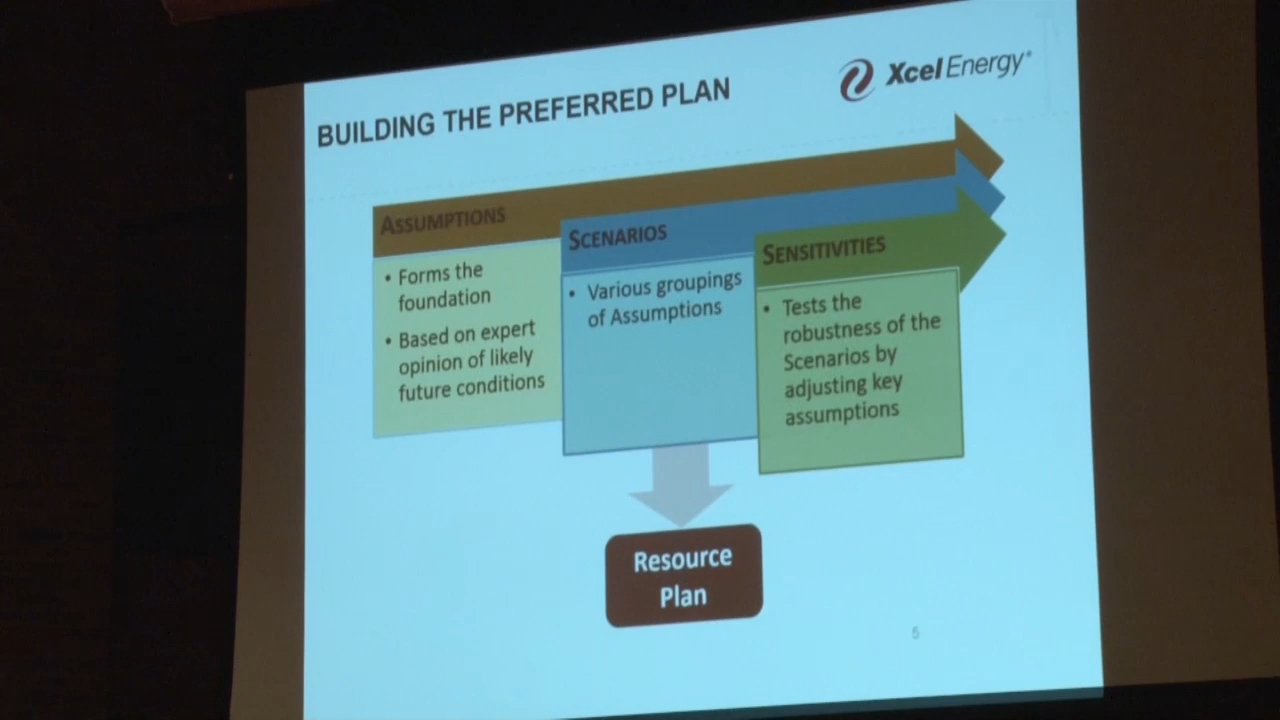 BUILDING THE PREFERRED PLAN
Xcel Energy®
ASSUMPTIONS
• Forms the
foundation
• Based on expert
opinion of likely
future conditions
SCENARIOS
• Various groupings
of Assumptions
SENSITIVITIES
• Tests the
robustness of the
Scenarios by
adjusting key
assumptions
Resource
Plan
5